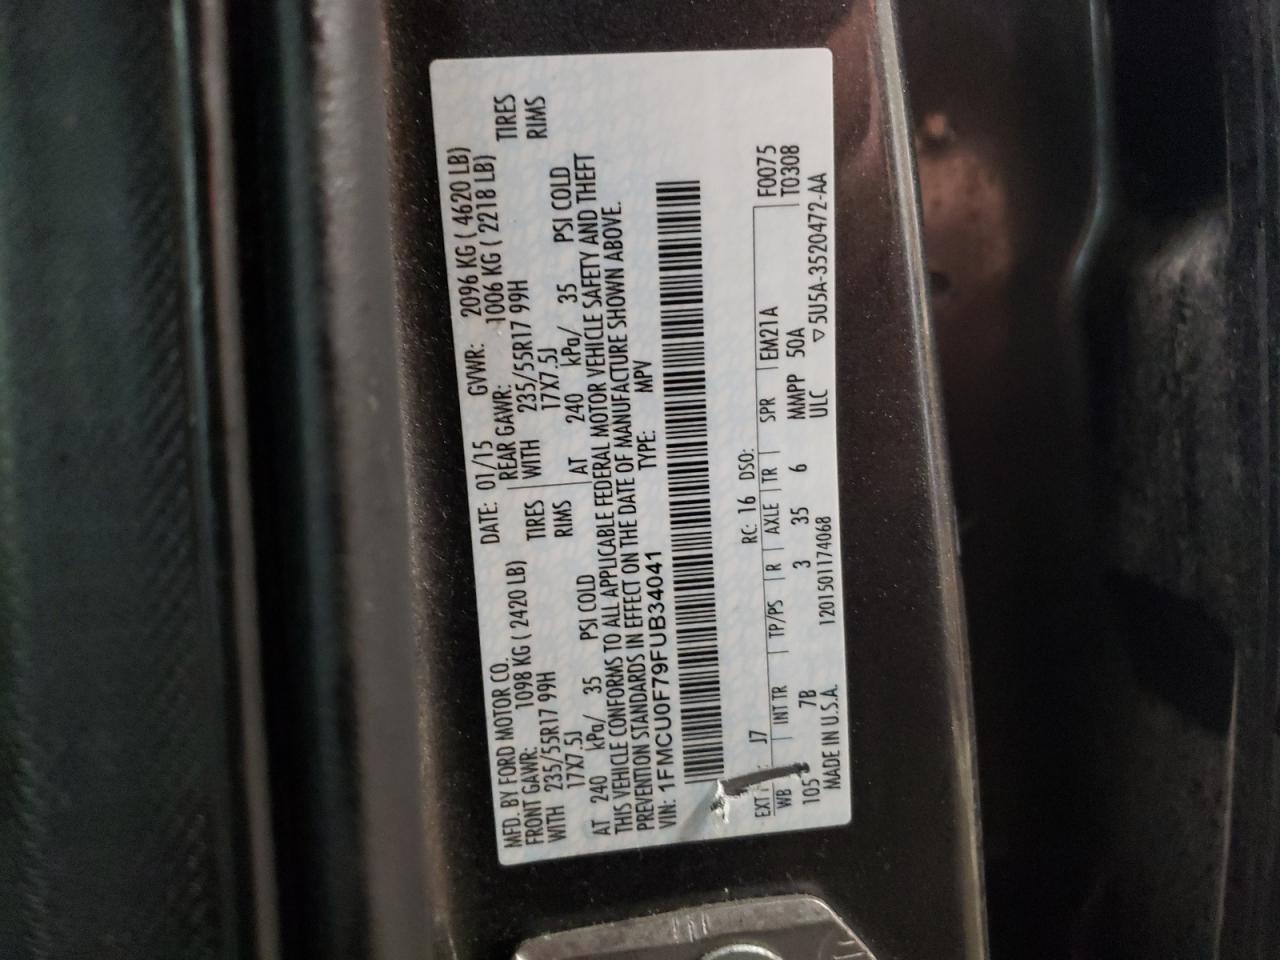 MFD. BY FORD MOTOR CO. DATE: 01/15 GVWR: 2096 KG ( 4620 LB)
FRONT GAWR: 1098 KG ( 2420 LB) REAR GAWR: 1006 KG ( 2218 LB)
WITH 235/55R17 99H TIRES WITH 235/55R17 99H TIRES
17X7.5J RIMS 17X7.5J RIMS
AT 240 kPa/ 35 PSI COLD AT 240 kPa/ 35 PSI COLD
THIS VEHICLE CONFORMS TO ALL APPLICABLE FEDERAL MOTOR VEHICLE SAFETY AND THEFT
PREVENTION STANDARDS IN EFFECT ON THE DATE OF MANUFACTURE SHOWN ABOVE.
VIN: 1FMCU0F79FUB34041 TYPE: MPV
EXT J7 RC: 16 DSO: F0075
WB INT TR TP/PS R AXLE TR SPR EM21A T0308
105 7B 3 35 6 MMPP 50A
MADE IN U.S.A. 1201501174068 ULC ▽5U5A-3520472-AA